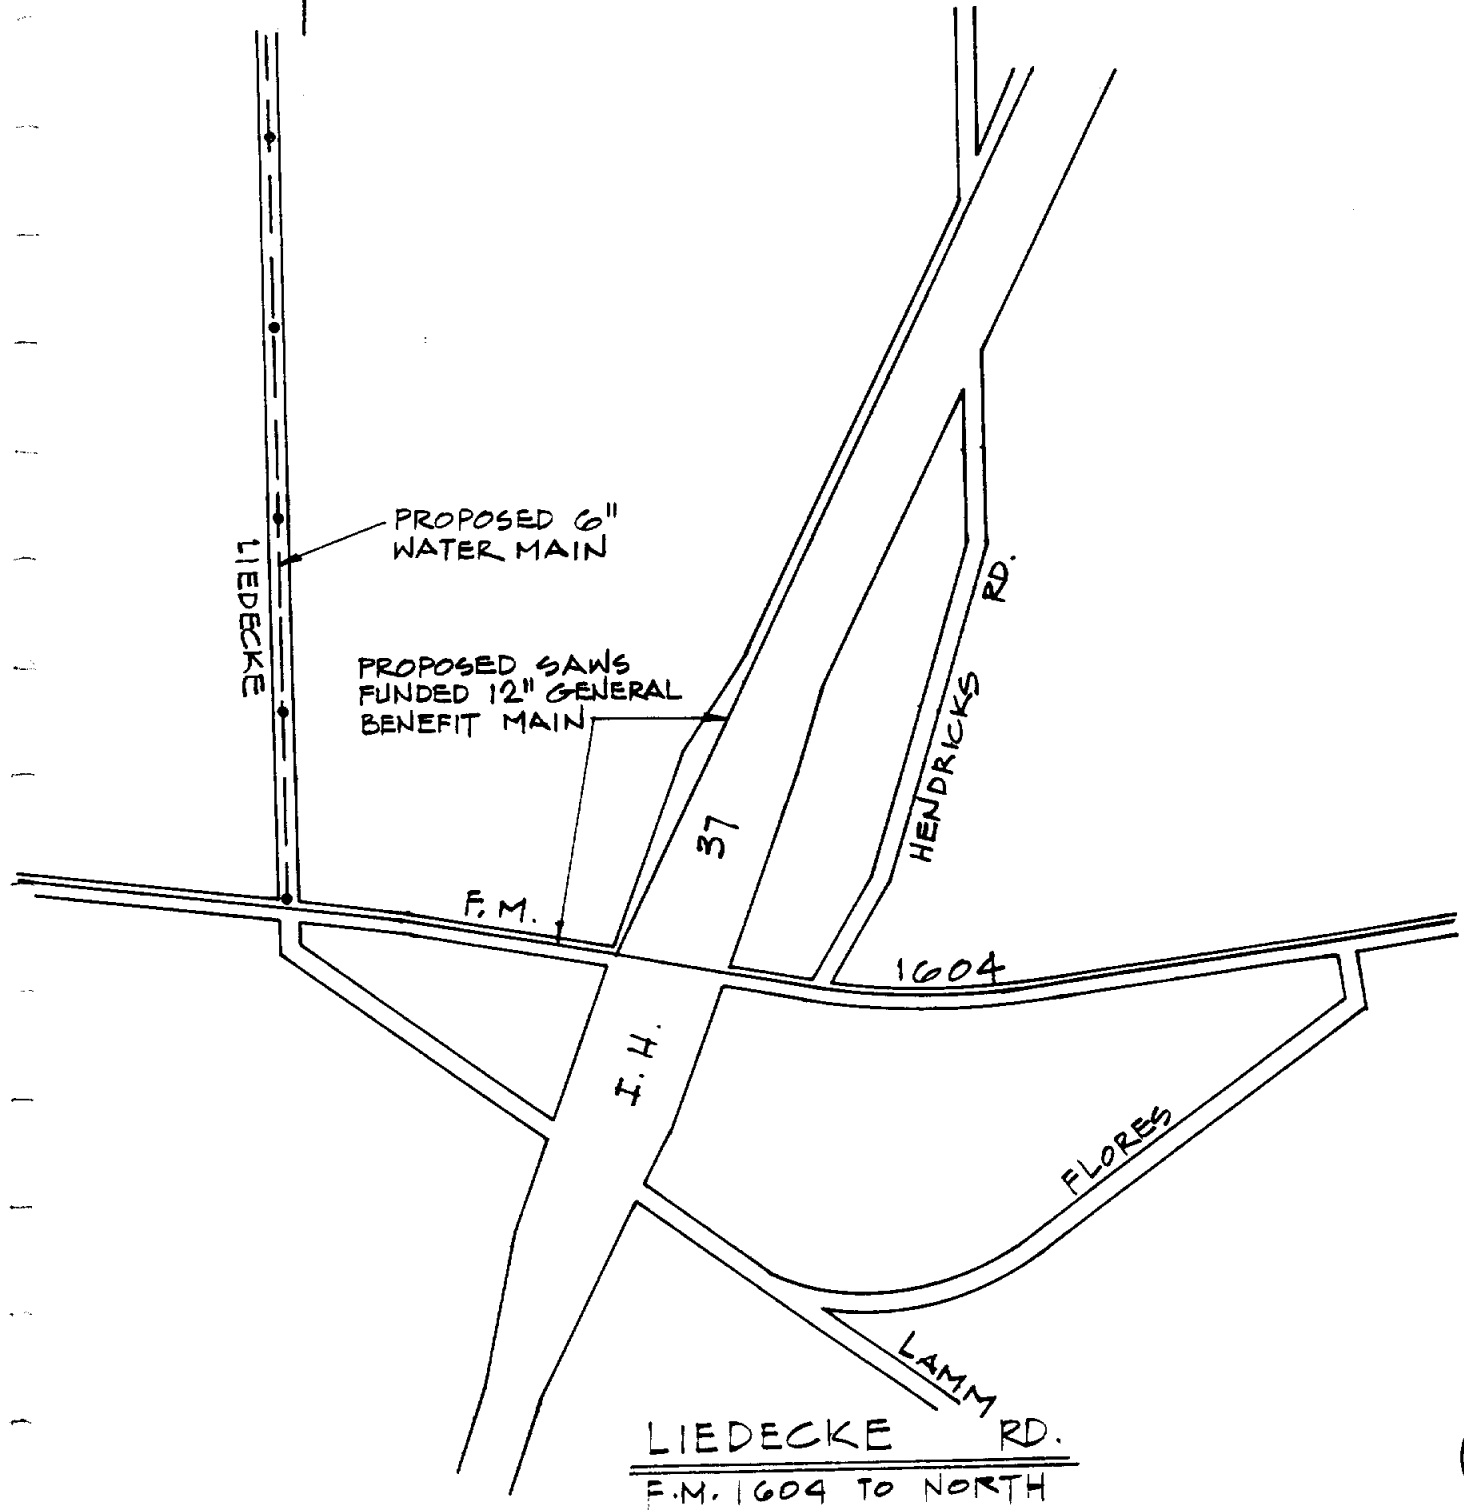 PROPOSED 6"
WATER MAIN
LIEDECKE
RD.
PROPOSED SAWS
FUNDED 12" GENERAL
BENEFIT MAIN
HENDRICKS
37
F.M.
1604
I.H.
FLORES
LAMM
LIEDECKE RD.
F.M. 1604 TO NORTH